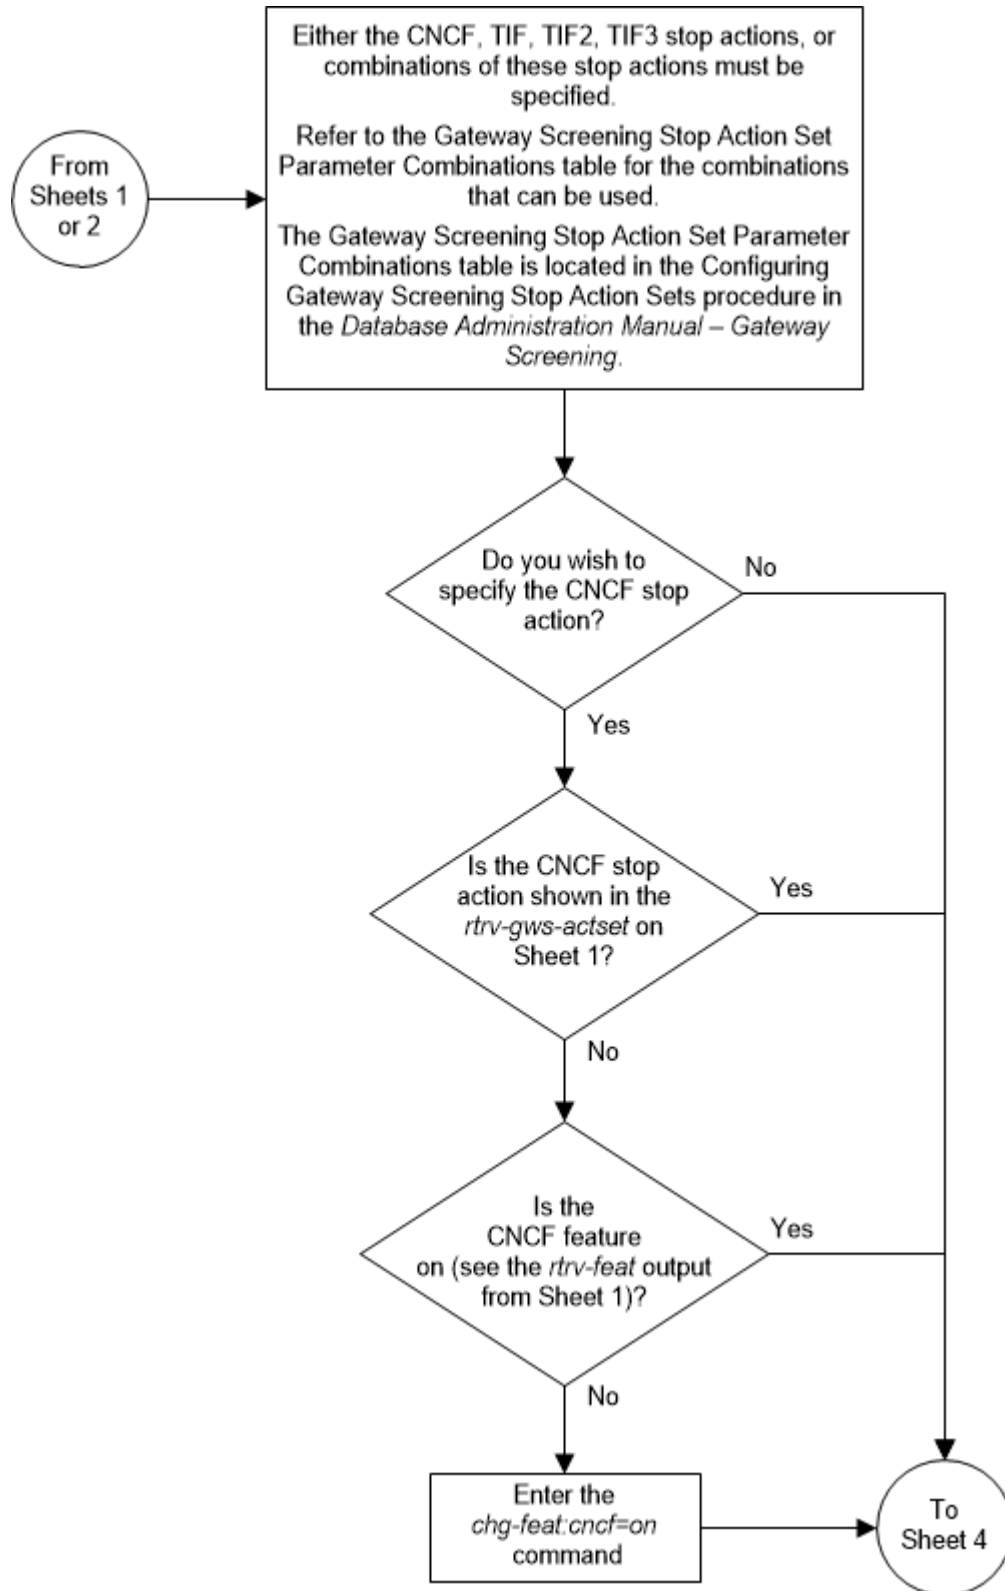 Either the CNCF, TIF, TIF2, TIF3 stop actions, or
combinations of these stop actions must be
specified.
Refer to the Gateway Screening Stop Action Set
Parameter Combinations table for the combinations
that can be used.
The Gateway Screening Stop Action Set Parameter
Combinations table is located in the Configuring
Gateway Screening Stop Action Sets procedure in
the Database Administration Manual – Gateway
Screening.
From
Sheets 1
or 2
Do you wish to
specify the CNCF stop
action?
No
Yes
Is the CNCF stop
action shown in the
rtrv-gws-actset on
Sheet 1?
Yes
No
Is the
CNCF feature
on (see the rtrv-feat output
from Sheet 1)?
Yes
No
Enter the
chg-feat:cncf=on
command
To
Sheet 4